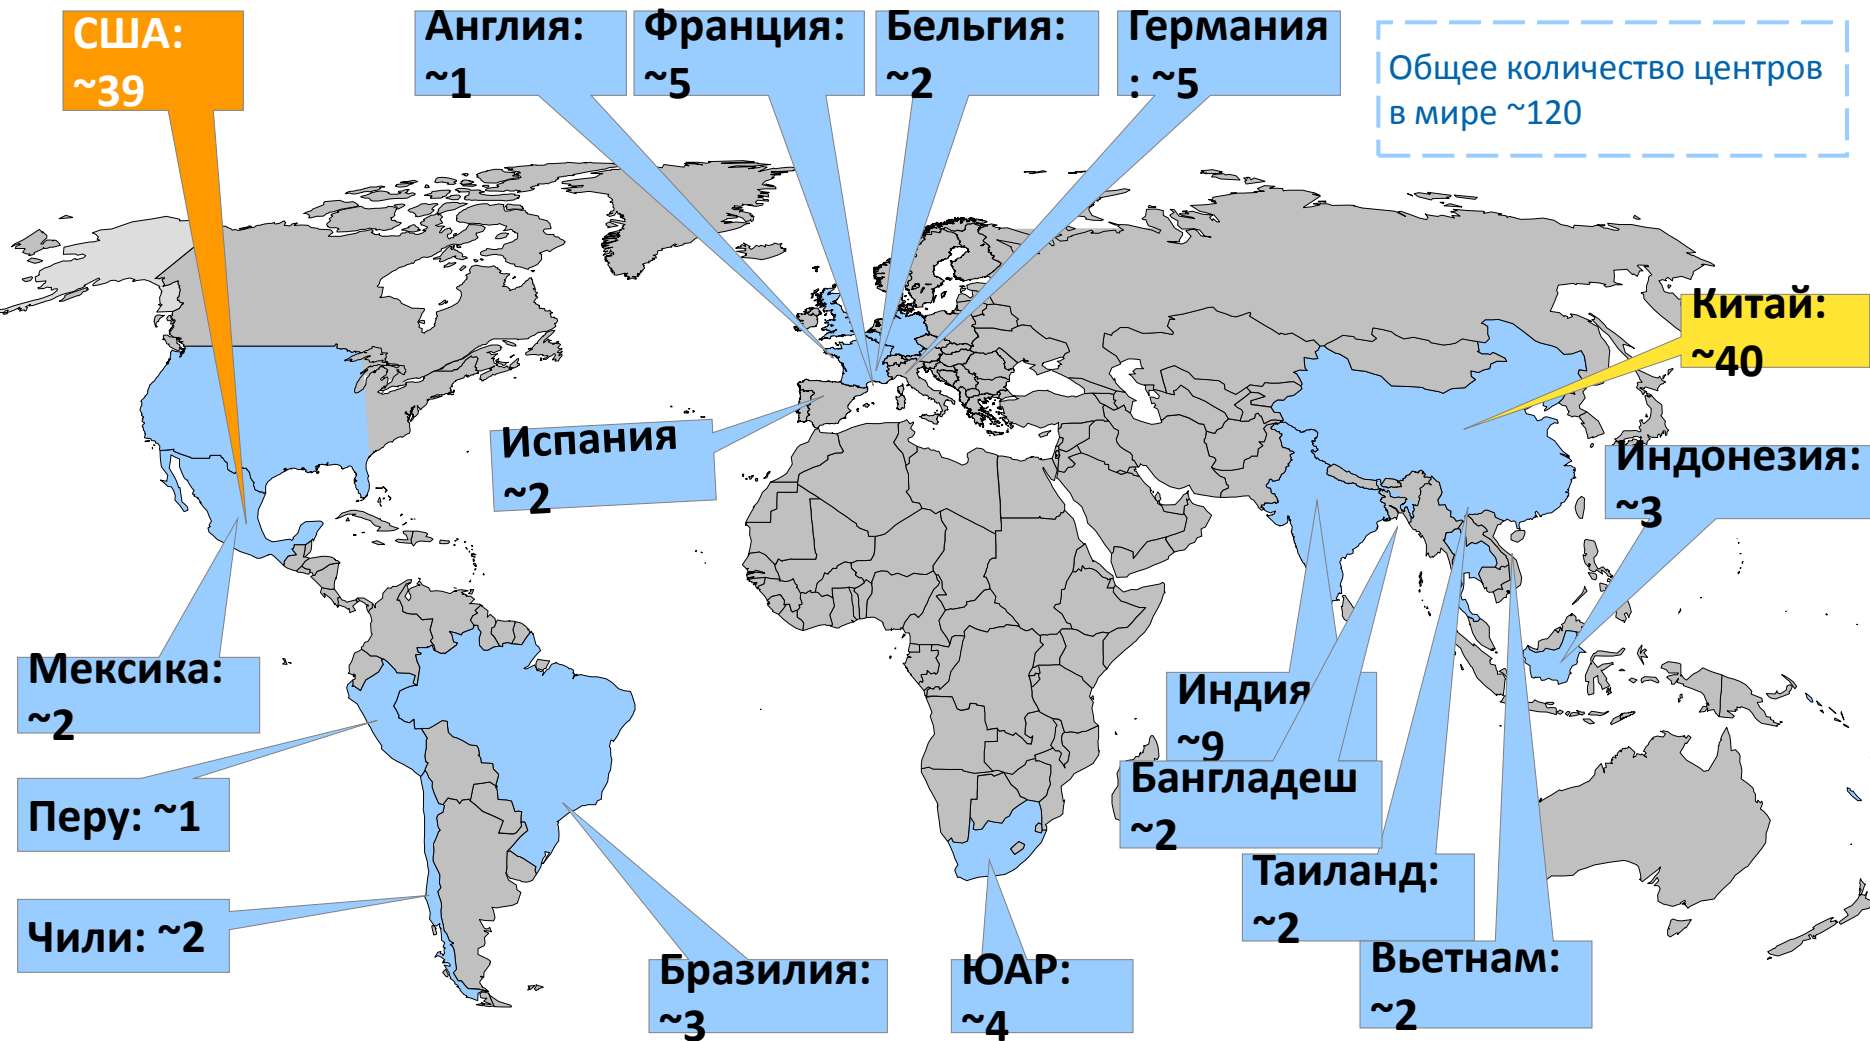 США:
~39
Англия:
~1
Франция:
~5
Бельгия:
~2
Германия
: ~5
Общее количество центров
в мире ~120
Китай:
~40
Испания
~2
Индонезия:
~3
Мексика:
~2
Индия
~9
Бангладеш
~2
Перу: ~1
Таиланд:
~2
Чили: ~2
Вьетнам:
~2
Бразилия:
~3
ЮАР:
~4